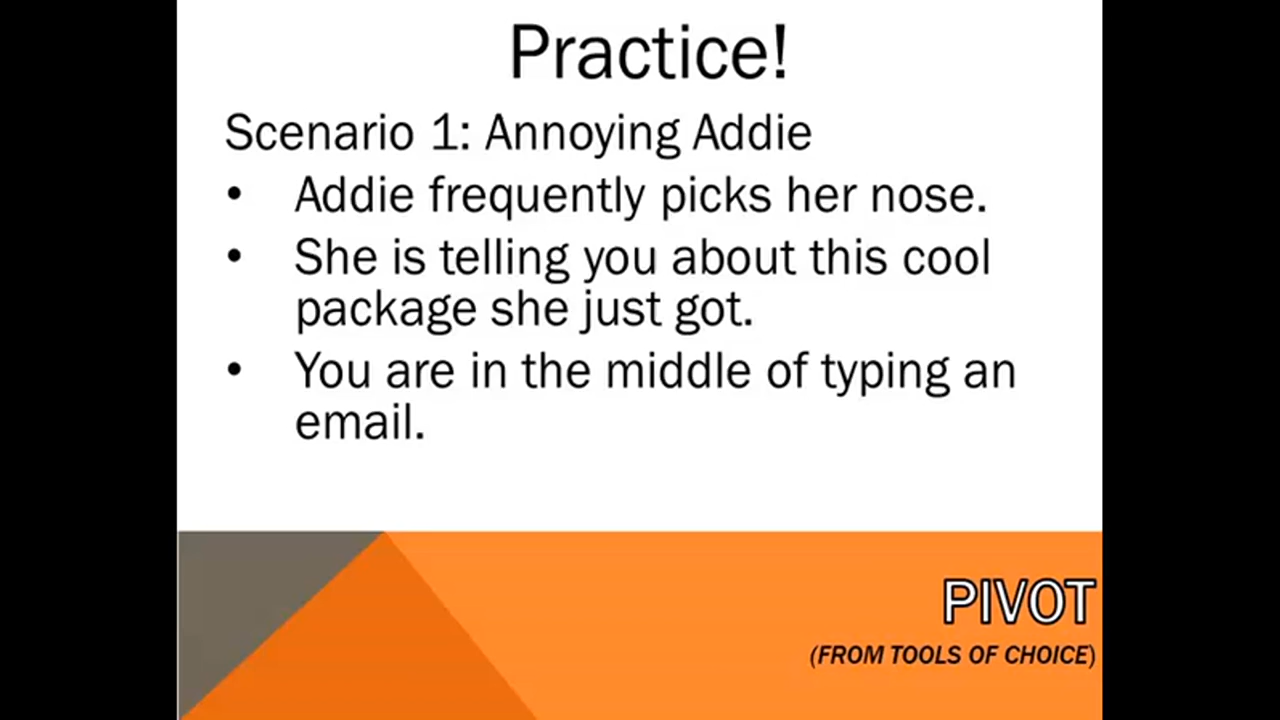 Practice!
Scenario 1: Annoying Addie
• Addie frequently picks her nose.
• She is telling you about this cool
package she just got.
• You are in the middle of typing an
email.
PIVOT
(FROM TOOLS OF CHOICE)